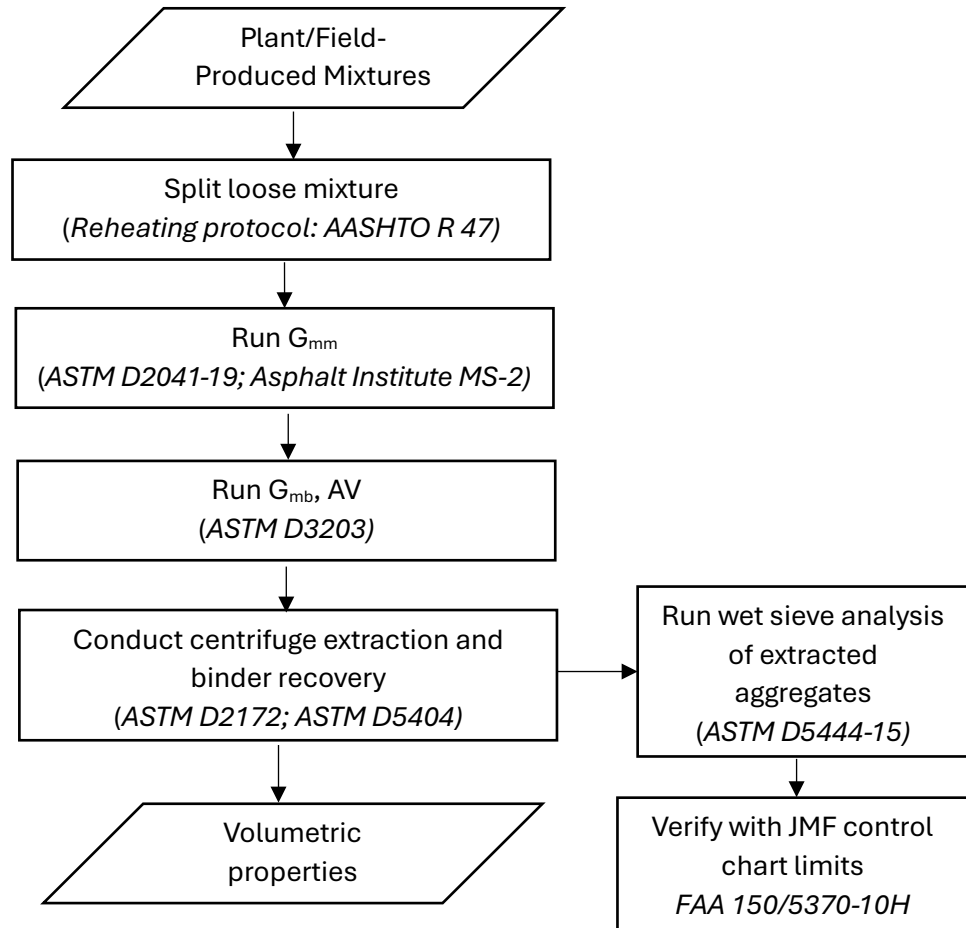 Plant/Field-
Produced Mixtures
Split loose mixture
(Reheating protocol: AASHTO R 47)
Run Gmm
(ASTM D2041-19; Asphalt Institute MS-2)
Run Gmb, AV
(ASTM D3203)
Conduct centrifuge extraction and
binder recovery
(ASTM D2172; ASTM D5404)
Run wet sieve analysis
of extracted
aggregates
(ASTM D5444-15)
Volumetric
properties
Verify with JMF control
chart limits
FAA 150/5370-10H